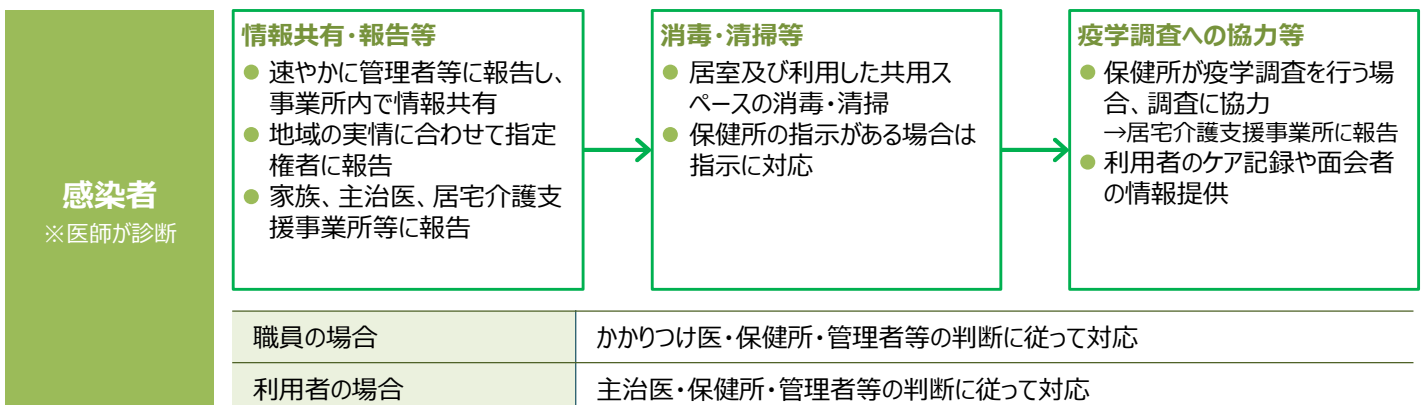 感染者
※医師が診断
情報共有・報告等
● 速やかに管理者等に報告し、
事業所内で情報共有
● 地域の実情に合わせて指定
権者に報告
● 家族、主治医、居宅介護支
援事業所等に報告
消毒・清掃等
● 居室及び利用した共用ス
ペースの消毒・清掃
● 保健所の指示がある場合は
指示に対応
疫学調査への協力等
● 保健所が疫学調査を行う場
合、調査に協力
→居宅介護支援事業所に報告
● 利用者のケア記録や面会者
の情報提供
職員の場合 かかりつけ医・保健所・管理者等の判断に従って対応
利用者の場合 主治医・保健所・管理者等の判断に従って対応